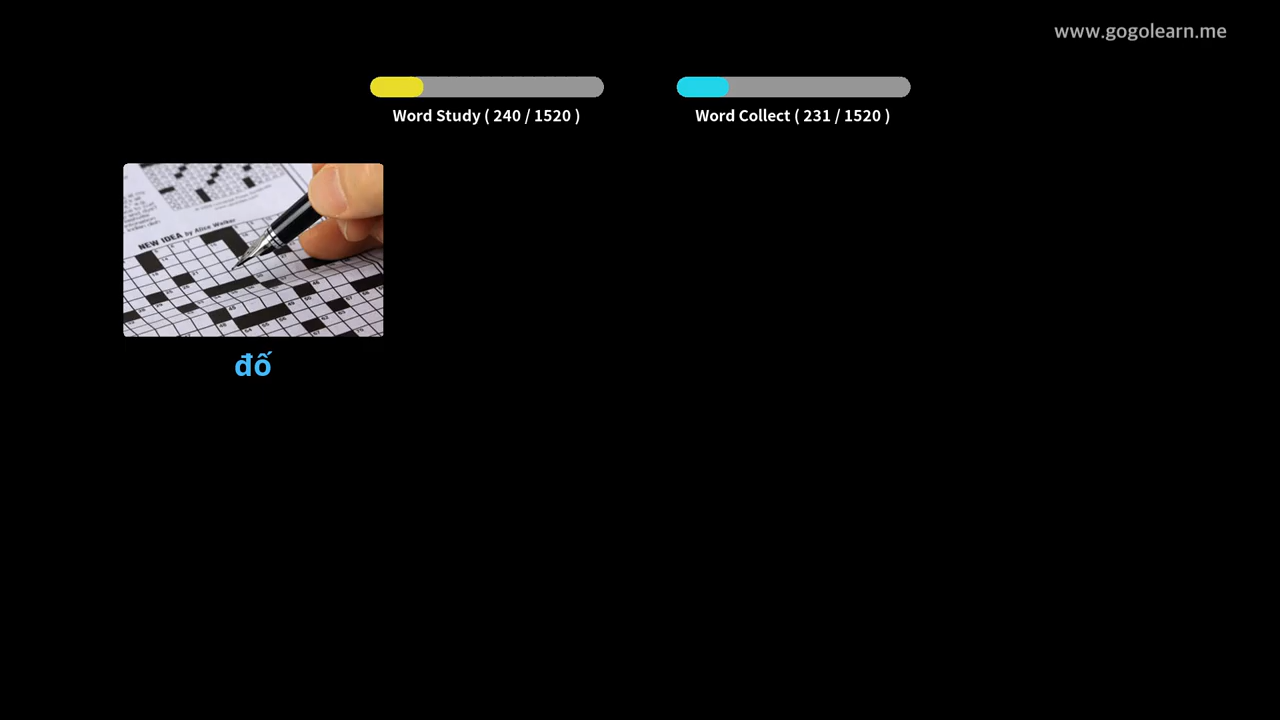 www.gogolearn.me
Word Study ( 240 / 1520 )
Word Collect ( 231 / 1520 )
NEW IDEA by Alice Walker
đố